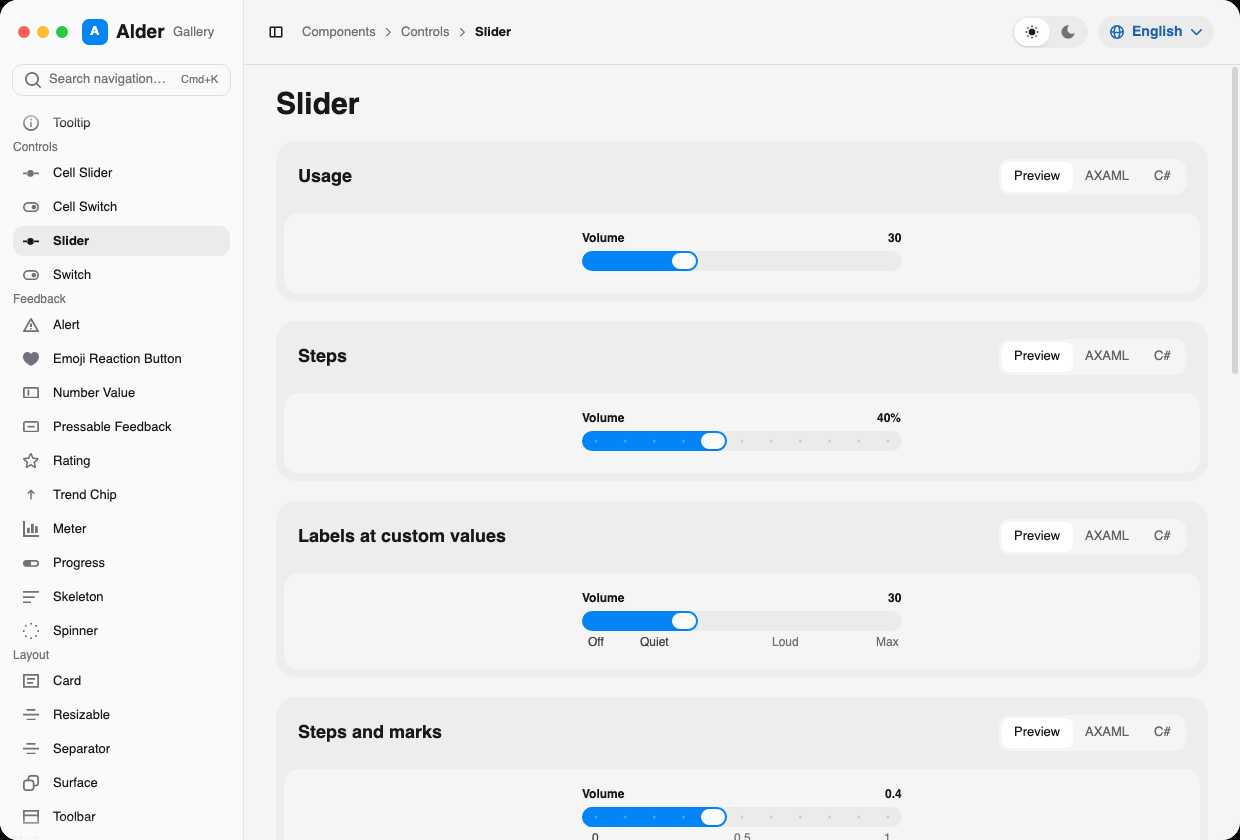 A Alder Gallery
Search navigation… Cmd+K
Tooltip
Controls
Cell Slider
Cell Switch
Slider
Switch
Feedback
Alert
Emoji Reaction Button
Number Value
Pressable Feedback
Rating
Trend Chip
Meter
Progress
Skeleton
Spinner
Layout
Card
Resizable
Separator
Surface
Toolbar
Components > Controls > Slider
English
Slider
Usage
Preview AXAML C#
Volume 30
Steps
Preview AXAML C#
Volume 40%
Labels at custom values
Preview AXAML C#
Volume 30
Off Quiet Loud Max
Steps and marks
Preview AXAML C#
Volume 0.4
0 0.5 1